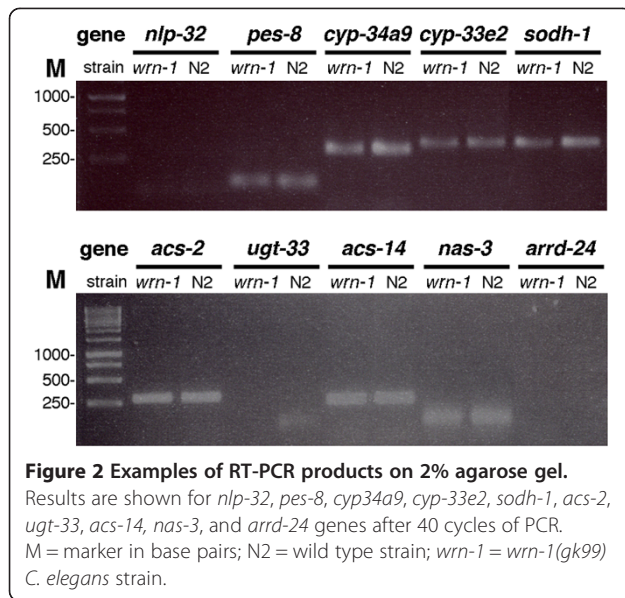 gene nlp-32 pes-8 cyp-34a9 cyp-33e2 sodh-1
M strain wrn-1 N2 wrn-1 N2 wrn-1 N2 wrn-1 N2 wrn-1 N2
1000-
500-
250-
gene acs-2 ugt-33 acs-14 nas-3 arrd-24
M strain wrn-1 N2 wrn-1 N2 wrn-1 N2 wrn-1 N2 wrn-1 N2
1000-
500-
250-
Figure 2 Examples of RT-PCR products on 2% agarose gel.
Results are shown for nlp-32, pes-8, cyp34a9, cyp-33e2, sodh-1, acs-2,
ugt-33, acs-14, nas-3, and arrd-24 genes after 40 cycles of PCR.
M = marker in base pairs; N2 = wild type strain; wrn-1 = wrn-1(gk99)
C. elegans strain.